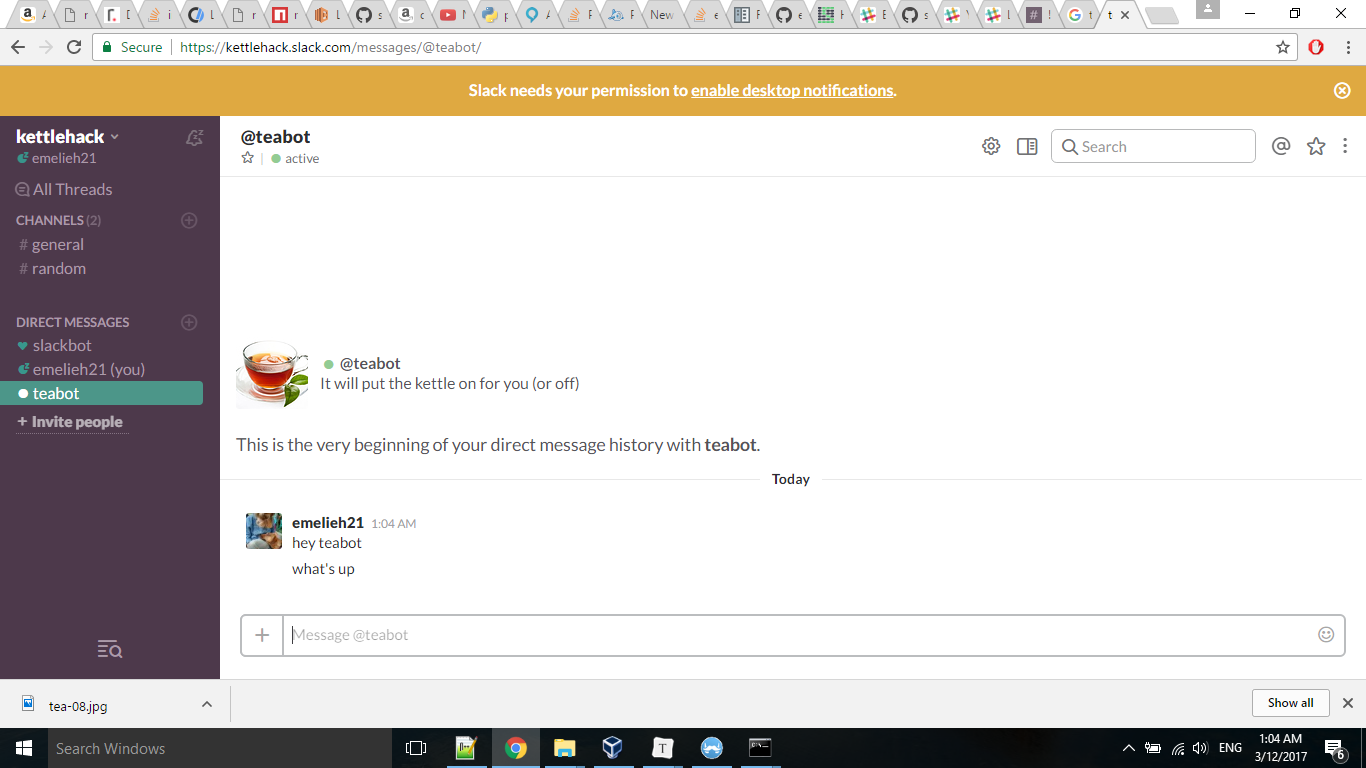 New
Secure
https://kettlehack.slack.com/messages/@teabot/
Slack needs your permission to enable desktop notifications.
kettlehack
emelieh21
All Threads
CHANNELS (2)
# general
# random
DIRECT MESSAGES
slackbot
emelieh21 (you)
teabot
+ Invite people
@teabot
active
Search
@teabot
It will put the kettle on for you (or off)
This is the very beginning of your direct message history with teabot.
Today
emelieh21 1:04 AM
hey teabot
what's up
Message @teabot
tea-08.jpg
Show all
Search Windows
ENG
1:04 AM
3/12/2017
6